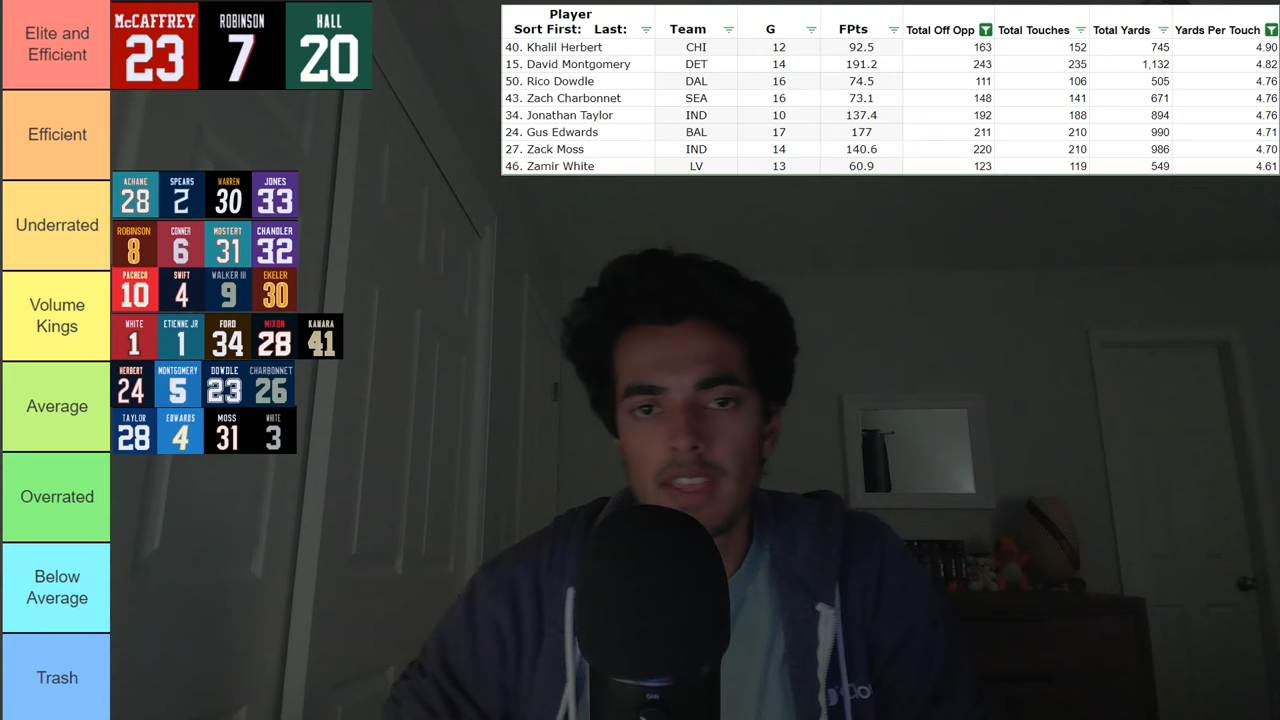 Elite and
Efficient
McCAFFREY ROBINSON HALL
23 7 20
Efficient
Underrated
ACHANE SPEARS WARREN JONES
28 2 30 33
ROBINSON CONNER MOSTERT CHANDLER
8 6 31 32
Volume
Kings
PACHECO SWIFT WALKER III EKELER
10 4 9 30
WHITE ETIENNE JR FORD MIXON KAMARA
1 1 34 28 41
Average
HERBERT MONTGOMERY DOWDLE CHARBONNET
24 5 23 26
TAYLOR EDWARDS MOSS WHITE
28 4 31 3
Overrated
Below
Average
Trash
Player
Sort First: Last: Team G FPts Total Off Opp Total Touches Total Yards Yards Per Touch
40. Khalil Herbert CHI 12 92.5 163 152 745 4.90
15. David Montgomery DET 14 191.2 243 235 1,132 4.82
50. Rico Dowdle DAL 16 74.5 111 106 505 4.76
43. Zach Charbonnet SEA 16 73.1 148 141 671 4.76
34. Jonathan Taylor IND 10 137.4 192 188 894 4.76
24. Gus Edwards BAL 17 177 211 210 990 4.71
27. Zack Moss IND 14 140.6 220 210 986 4.70
46. Zamir White LV 13 60.9 123 119 549 4.61